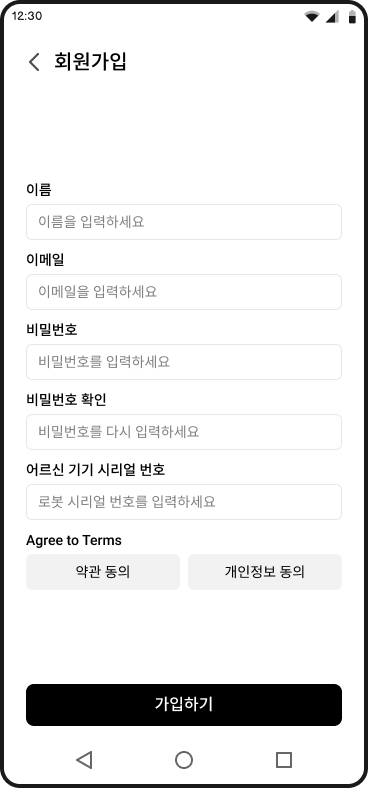 12:30
회원가입
이름
이름을 입력하세요
이메일
이메일을 입력하세요
비밀번호
비밀번호를 입력하세요
비밀번호 확인
비밀번호를 다시 입력하세요
어르신 기기 시리얼 번호
로봇 시리얼 번호를 입력하세요
Agree to Terms
약관 동의 개인정보 동의
가입하기